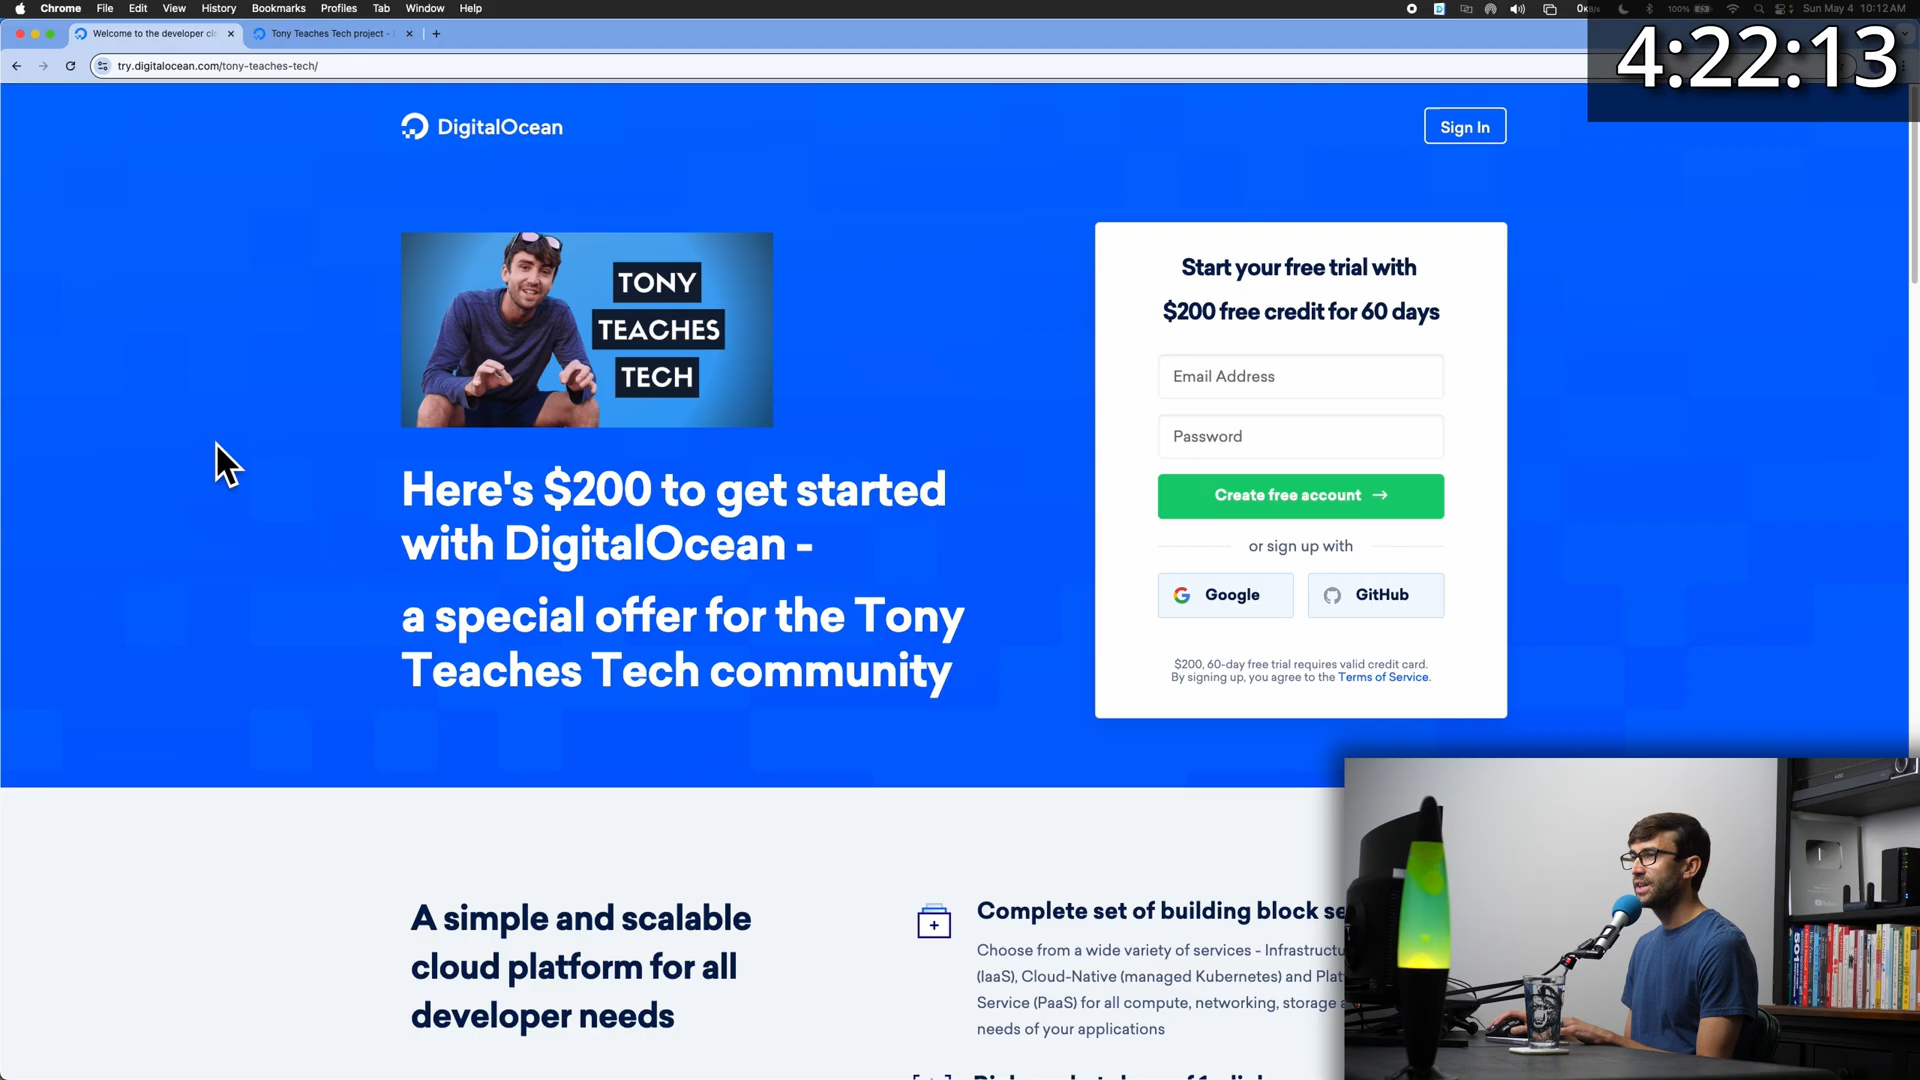 Chrome File Edit View History Bookmarks Profiles Tab Window Help
100% Sun May 4 10:12 AM
Welcome to the developer cl
Tony Teaches Tech project -
4:22:13
try.digitalocean.com/tony-teaches-tech/
DigitalOcean
Sign In
TONY
TEACHES
TECH
Here's $200 to get started
with DigitalOcean -
a special offer for the Tony
Teaches Tech community
Start your free trial with
$200 free credit for 60 days
Email Address
Password
Create free account →
or sign up with
Google
GitHub
$200, 60-day free trial requires valid credit card.
By signing up, you agree to the Terms of Service.
A simple and scalable
cloud platform for all
developer needs
Complete set of building block se
Choose from a wide variety of services - Infrastructu
(IaaS), Cloud-Native (managed Kubernetes) and Plat
Service (PaaS) for all compute, networking, storage a
needs of your applications